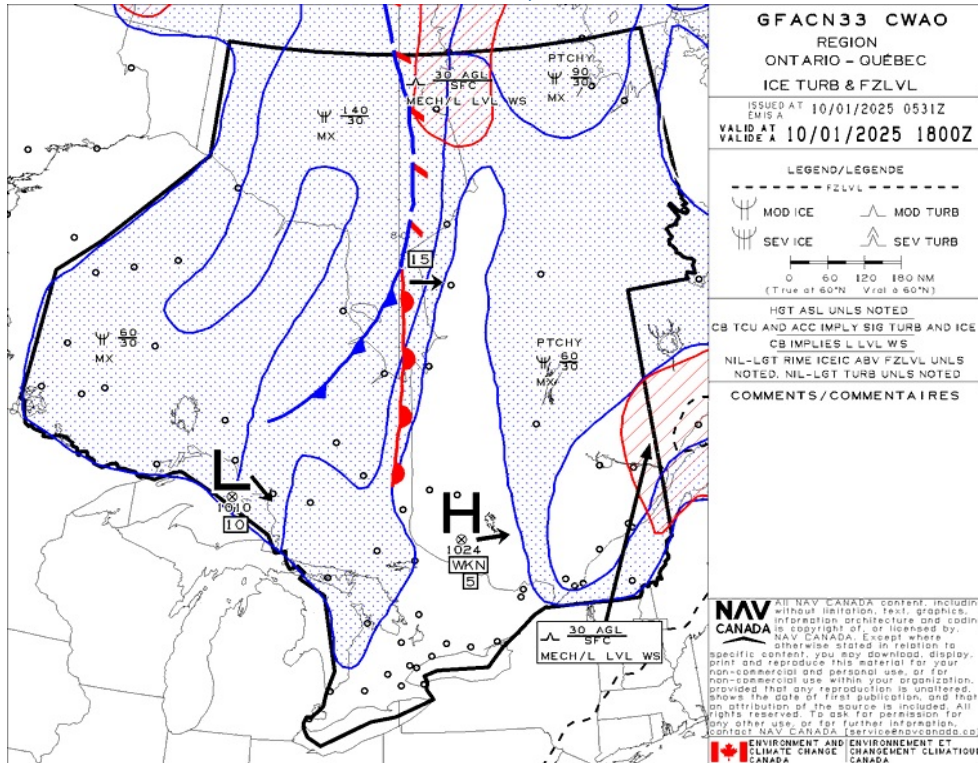 GFACN33 CWAO
REGION
ONTARIO - QUÉBEC
ICE TURB & FZLVL
ISSUED AT
EMIS A
10/01/2025 0531Z
VALID AT
VALIDE A
10/01/2025 1800Z
LEGEND/LÉGENDE
FZLVL
MOD ICE
MOD TURB
SEV ICE
SEV TURB
0 60 120 180 NM
(True at 60°N Vrai à 60°N)
HGT ASL UNLS NOTED
CB TCU AND ACC IMPLY SIG TURB AND ICE
CB IMPLIES L LVL WS
NIL-LGT RIME ICEIC ABV FZLVL UNLS
NOTED. NIL-LGT TURB UNLS NOTED
COMMENTS/COMMENTAIRES
30 AGL
SFC
MECH/L LVL WS
PTCHY
90
30
MX
140
30
MX
15
60
30
MX
PTCHY
60
30
MX
L
1010
10
H
1024
WKN
5
30 AGL
SFC
MECH/L LVL WS
NAV
CANADA
All NAV CANADA content, including
without limitation, text, graphics,
information architecture and coding
is copyright of, or licensed by,
NAV CANADA. Except where
otherwise stated in relation to
specific content, you may download, display,
print and reproduce this material for your
non-commercial and personal use, or for
non-commercial use within your organization,
provided that any reproduction is unaltered,
shows the date of first publication, and that
an attribution of the source is included. All
rights reserved. To ask for permission for
any other use, or for further information,
contact NAV CANADA [service@navcanada.ca]
ENVIRONMENT AND
CLIMATE CHANGE
CANADA
ENVIRONNEMENT ET
CHANGEMENT CLIMATIQUE
CANADA